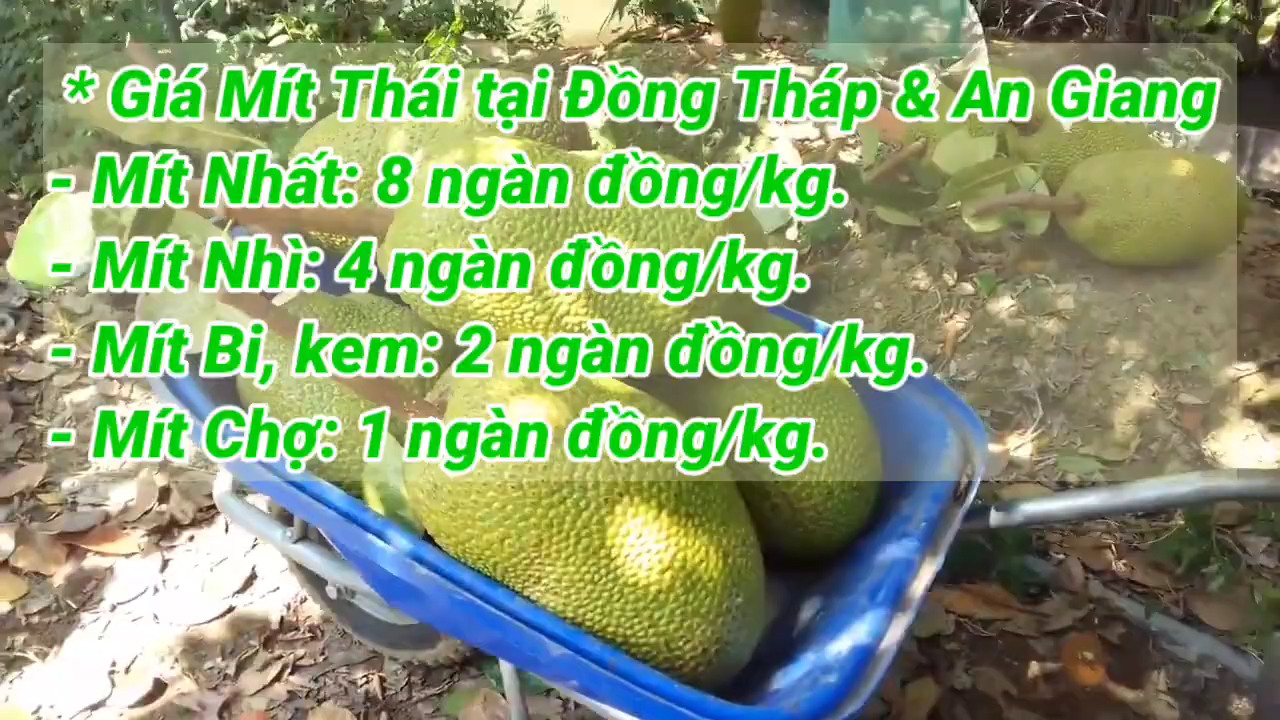 * Giá Mít Thái tại Đồng Tháp & An Giang
- Mít Nhất: 8 ngàn đồng/kg.
- Mít Nhì: 4 ngàn đồng/kg.
- Mít Bi, kem: 2 ngàn đồng/kg.
- Mít Chợ: 1 ngàn đồng/kg.